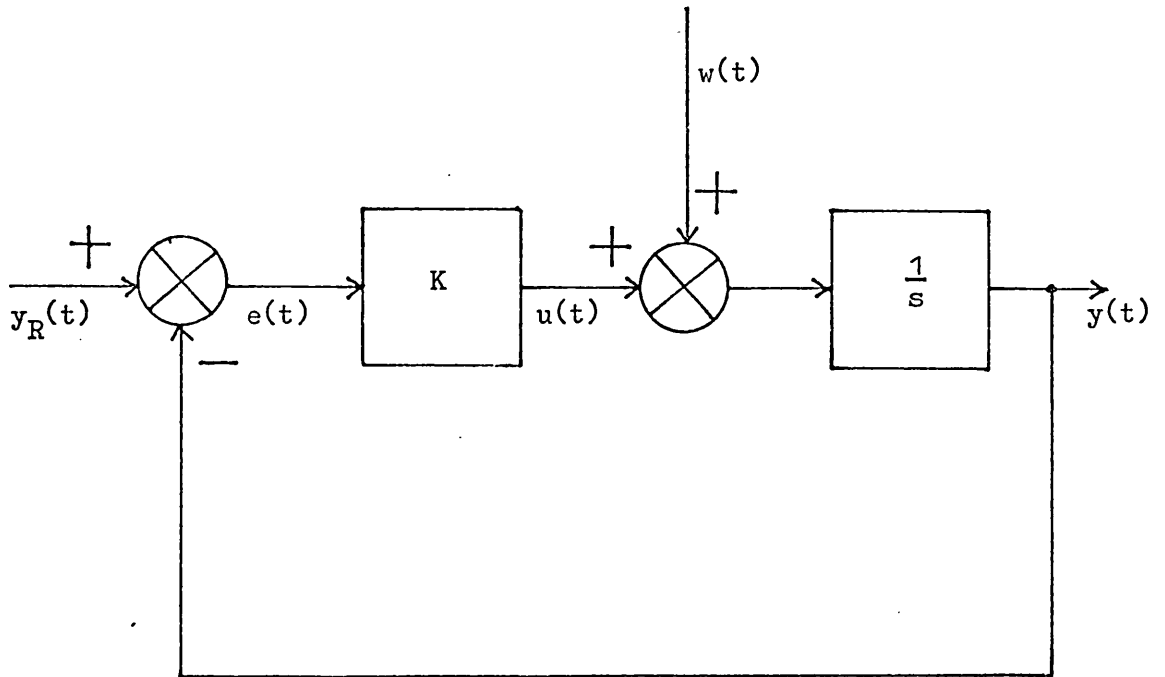 w(t)
+
+
+
K
1/s
y_R(t)
e(t)
u(t)
y(t)
−